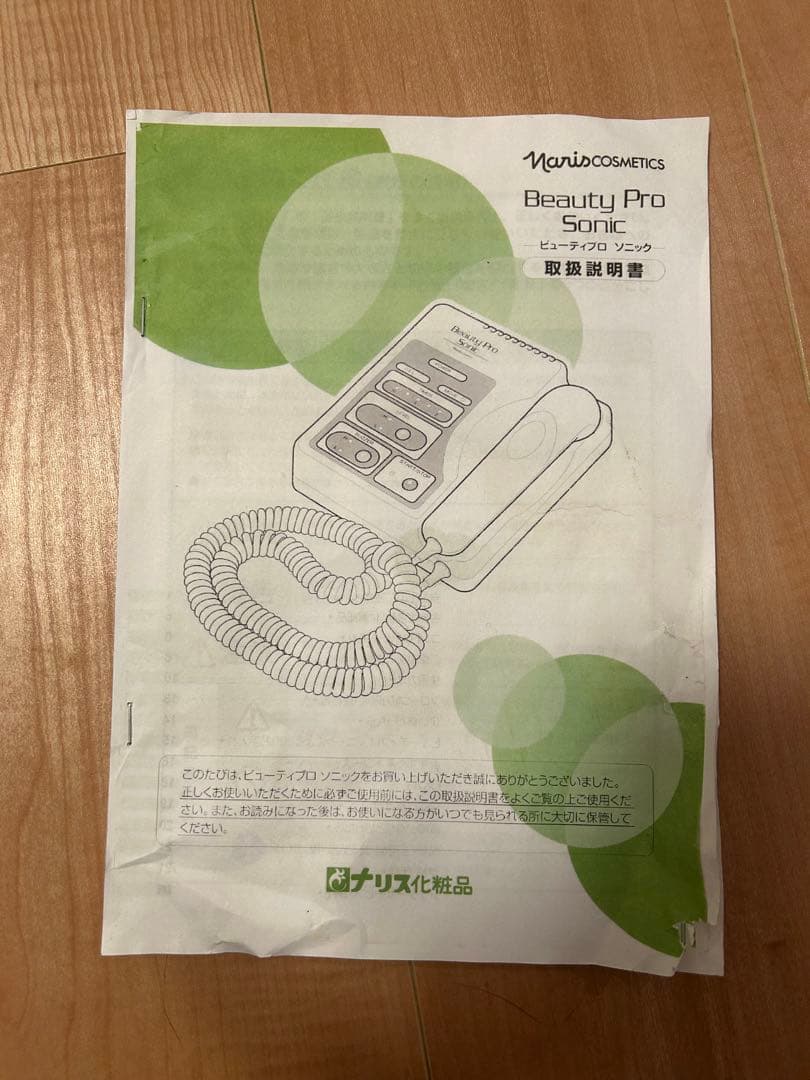 Naris COSMETICS
Beauty Pro
Sonic
ビューティプロ ソニック
取扱説明書
Beauty Pro
Sonic
START/STOP
このたびは、ビューティプロ ソニックをお買い上げいただき誠にありがとうございました。
正しくお使いいただくために必ずご使用前には、この取扱説明書をよくご覧の上ご使用くだ
さい。また、お読みになった後は、お使いになる方がいつでも見られる所に大切に保管して
ください。
ナリス化粧品